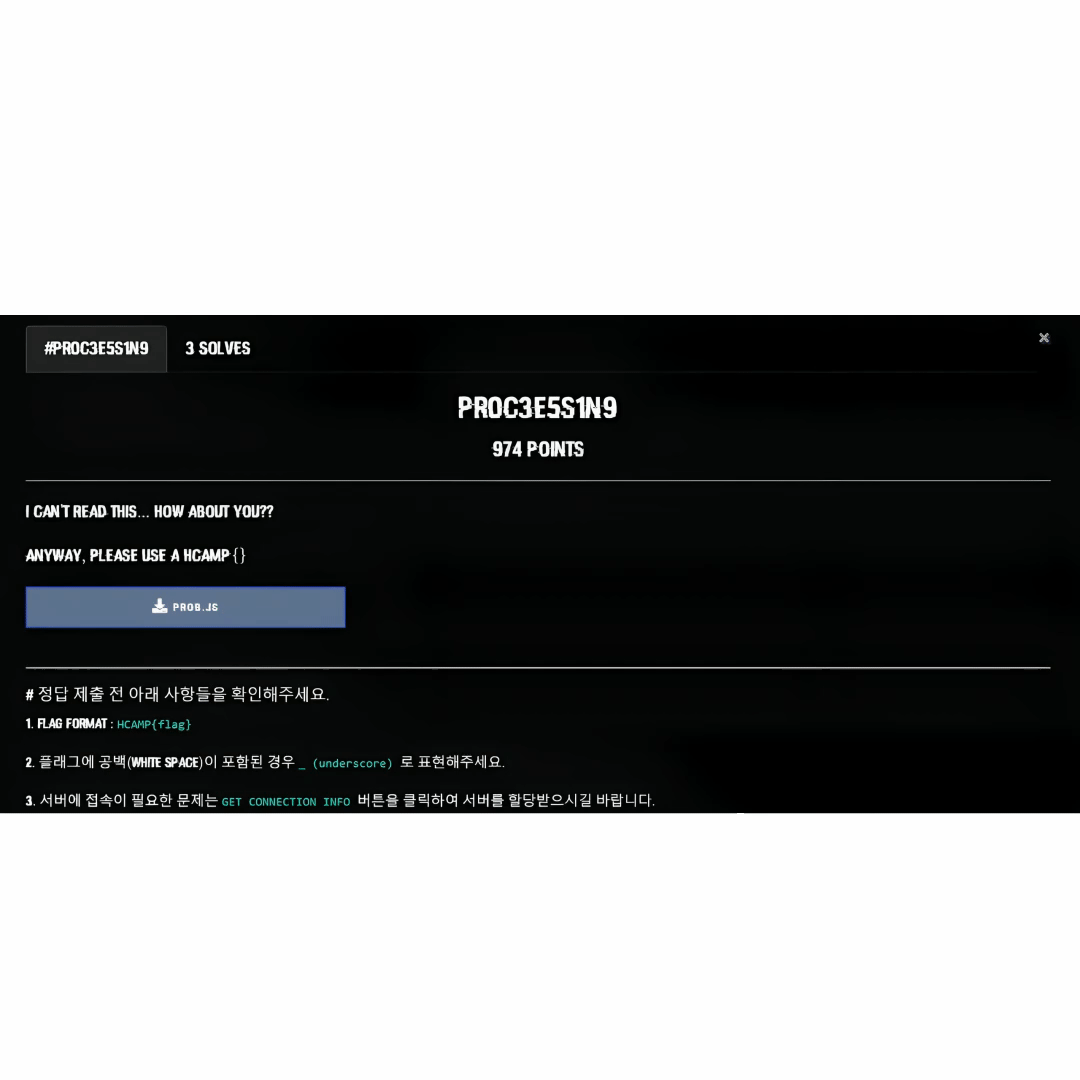 #PROC3E5S1N9
3 SOLVES
×
PROC3E5S1N9
974 POINTS
I CAN'T READ THIS... HOW ABOUT YOU??
ANYWAY, PLEASE USE A HCAMP{}
PROB.JS
# 정답 제출 전 아래 사항들을 확인해주세요.
1. FLAG FORMAT : HCAMP{flag}
2. 플래그에 공백(WHITE SPACE)이 포함된 경우 _ (underscore) 로 표현해주세요.
3. 서버에 접속이 필요한 문제는 GET CONNECTION INFO 버튼을 클릭하여 서버를 할당받으시길 바랍니다.